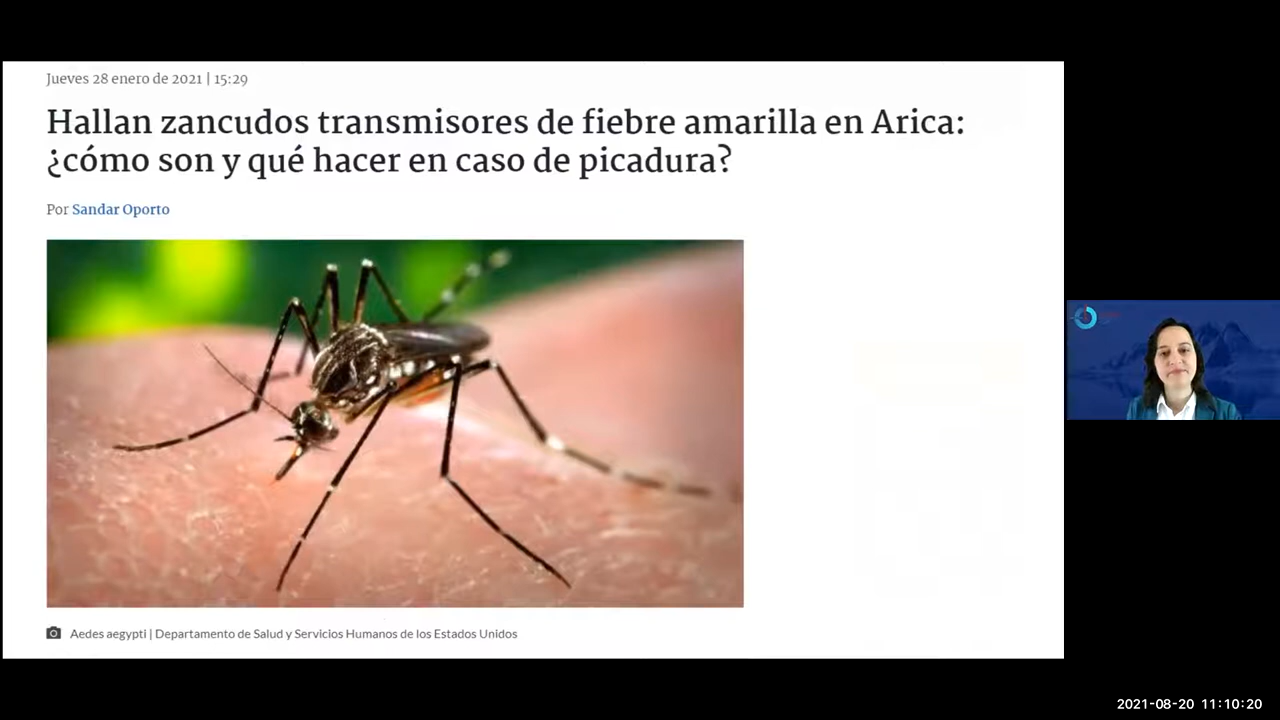 Jueves 28 enero de 2021 | 15:29
Hallan zancudos transmisores de fiebre amarilla en Arica:
¿cómo son y qué hacer en caso de picadura?
Por Sandar Oporto
Aedes aegypti | Departamento de Salud y Servicios Humanos de los Estados Unidos
2021-08-20 11:10:20